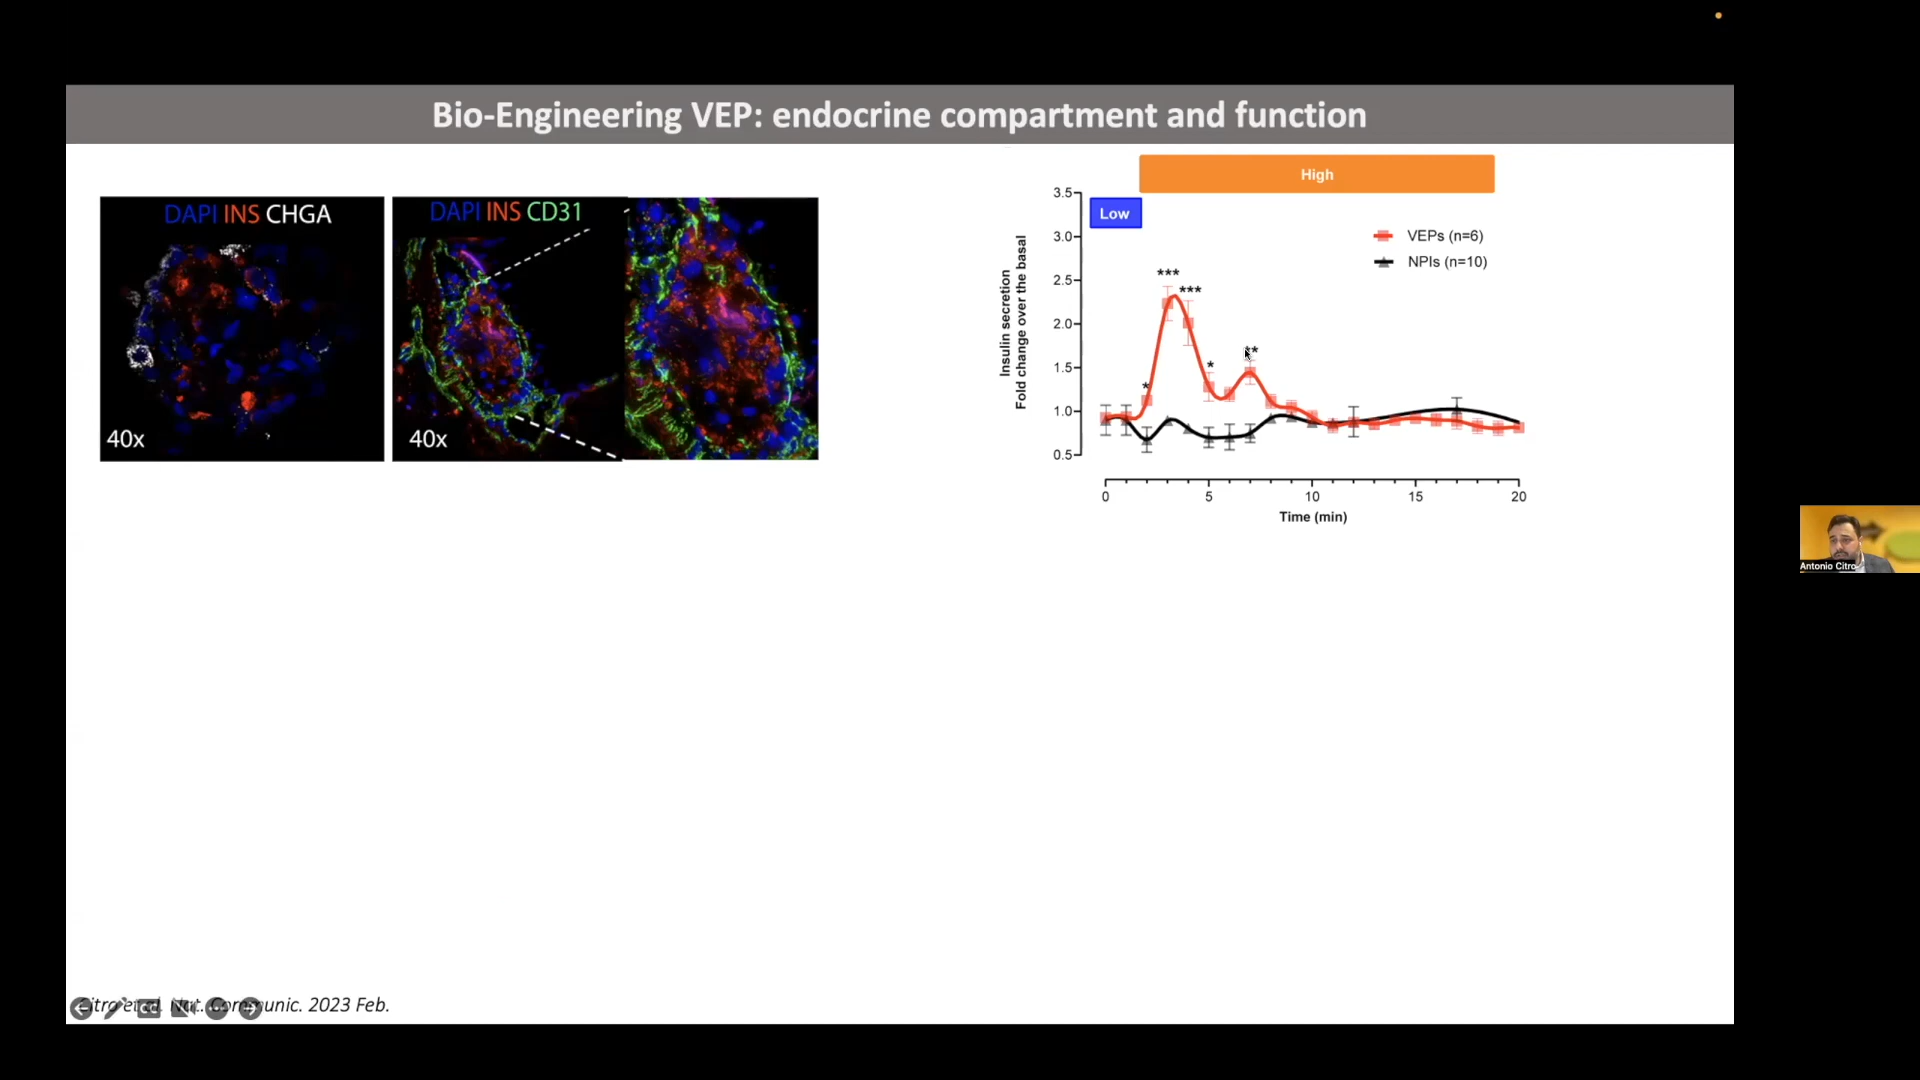 Bio-Engineering VEP: endocrine compartment and function
DAPI INS CHGA
40x
DAPI INS CD31
40x
High
Low
VEPs (n=6)
NPIs (n=10)
***
***
*
*
**
Insulin secretion
Fold change over the basal
3.5
3.0
2.5
2.0
1.5
1.0
0.5
0 5 10 15 20
Time (min)
Antonio Citro
Citro et al. Nat. Communic. 2023 Feb.